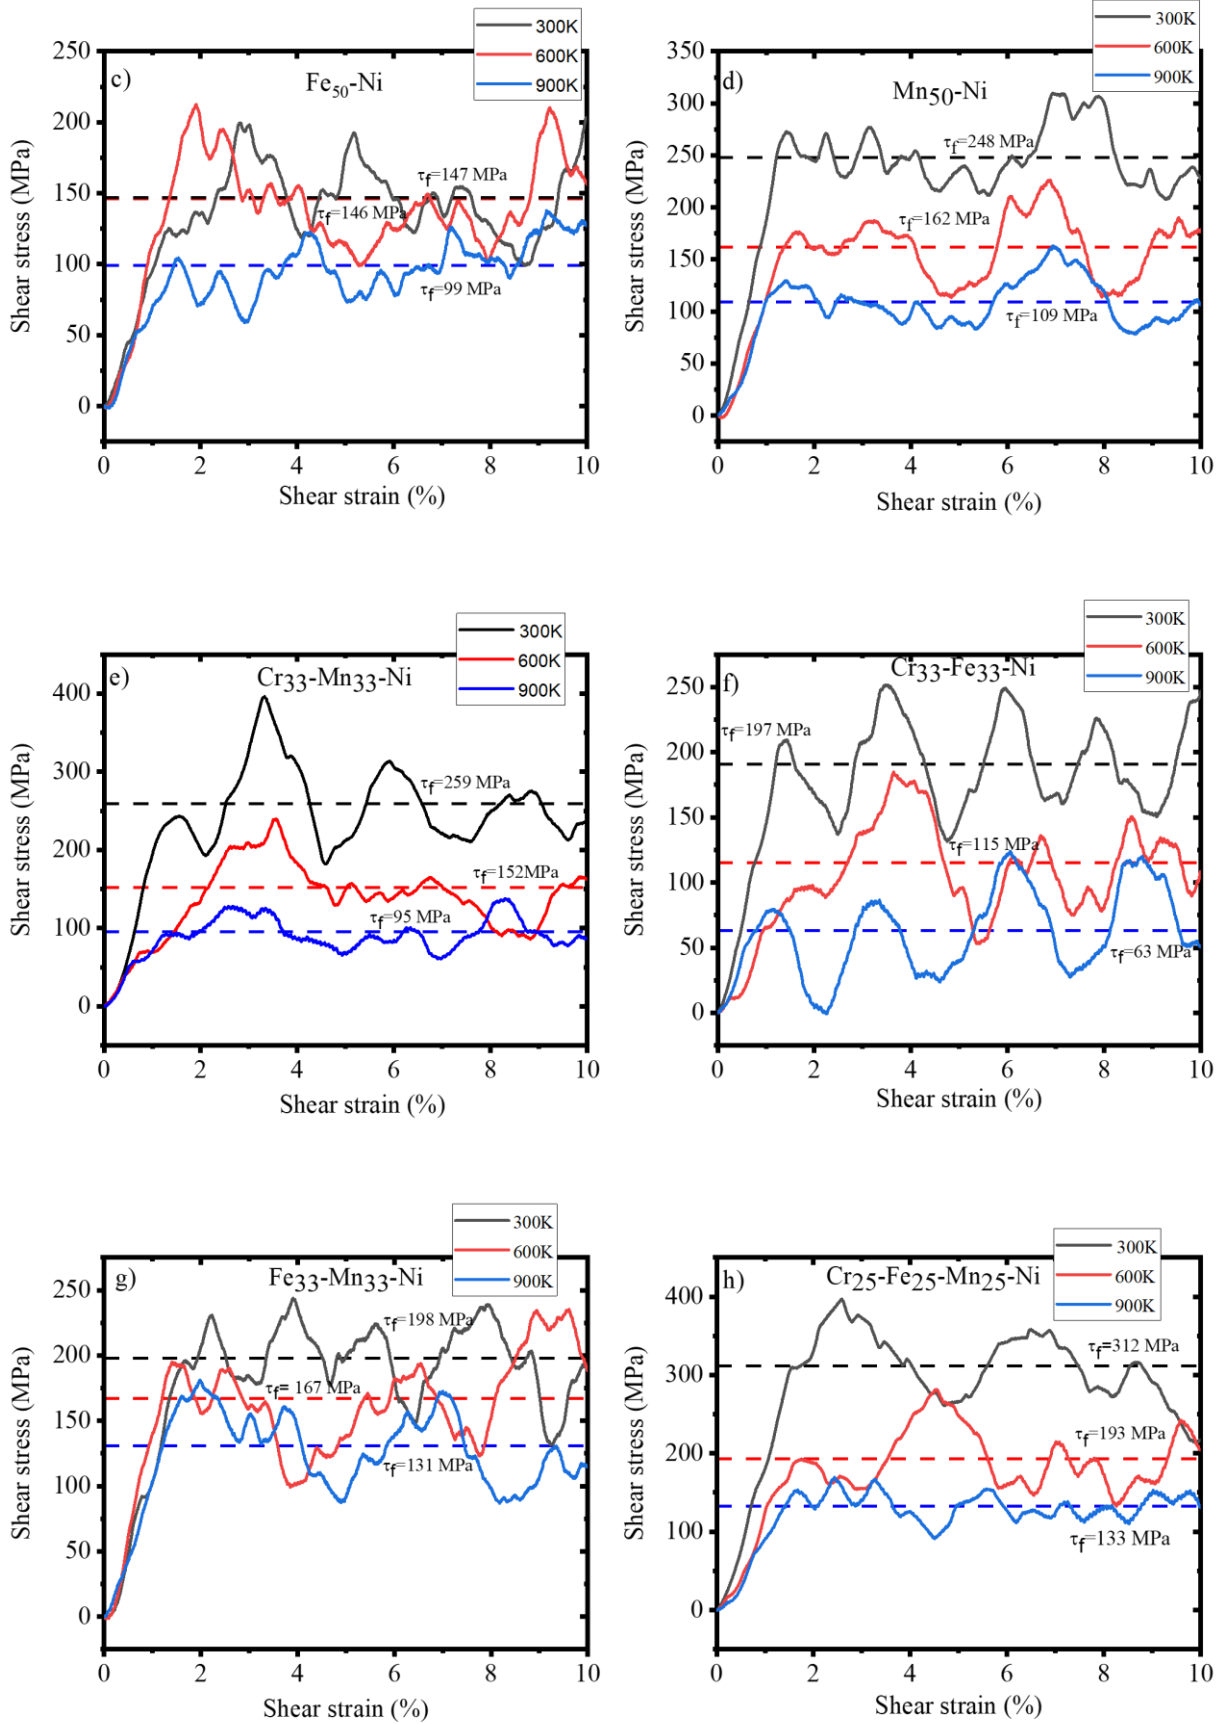 300K
600K
900K
c)
Fe50-Ni
250
200
150
100
50
0
τf=147 MPa
τf=146 MPa
τf=99 MPa
Shear stress (MPa)
0 2 4 6 8 10
Shear strain (%)
300K
600K
900K
d)
Mn50-Ni
350
300
250
200
150
100
50
0
τf=248 MPa
τf=162 MPa
τf=109 MPa
Shear stress (MPa)
0 2 4 6 8 10
Shear strain (%)
300K
600K
900K
e)
Cr33-Mn33-Ni
400
300
200
100
0
τf=259 MPa
τf=152MPa
τf=95 MPa
Shear stress (MPa)
0 2 4 6 8 10
Shear strain (%)
300K
600K
900K
f)
Cr33-Fe33-Ni
250
200
150
100
50
0
τf=197 MPa
τf=115 MPa
τf=63 MPa
Shear stress (MPa)
0 2 4 6 8 10
Shear strain (%)
300K
600K
900K
g)
Fe33-Mn33-Ni
250
200
150
100
50
0
τf=198 MPa
τf= 167 MPa
τf=131 MPa
Shear stress (MPa)
0 2 4 6 8 10
Shear strain (%)
300K
600K
900K
h)
Cr25-Fe25-Mn25-Ni
400
300
200
100
0
τf=312 MPa
τf=193 MPa
τf=133 MPa
Shear stress (MPa)
0 2 4 6 8 10
Shear strain (%)